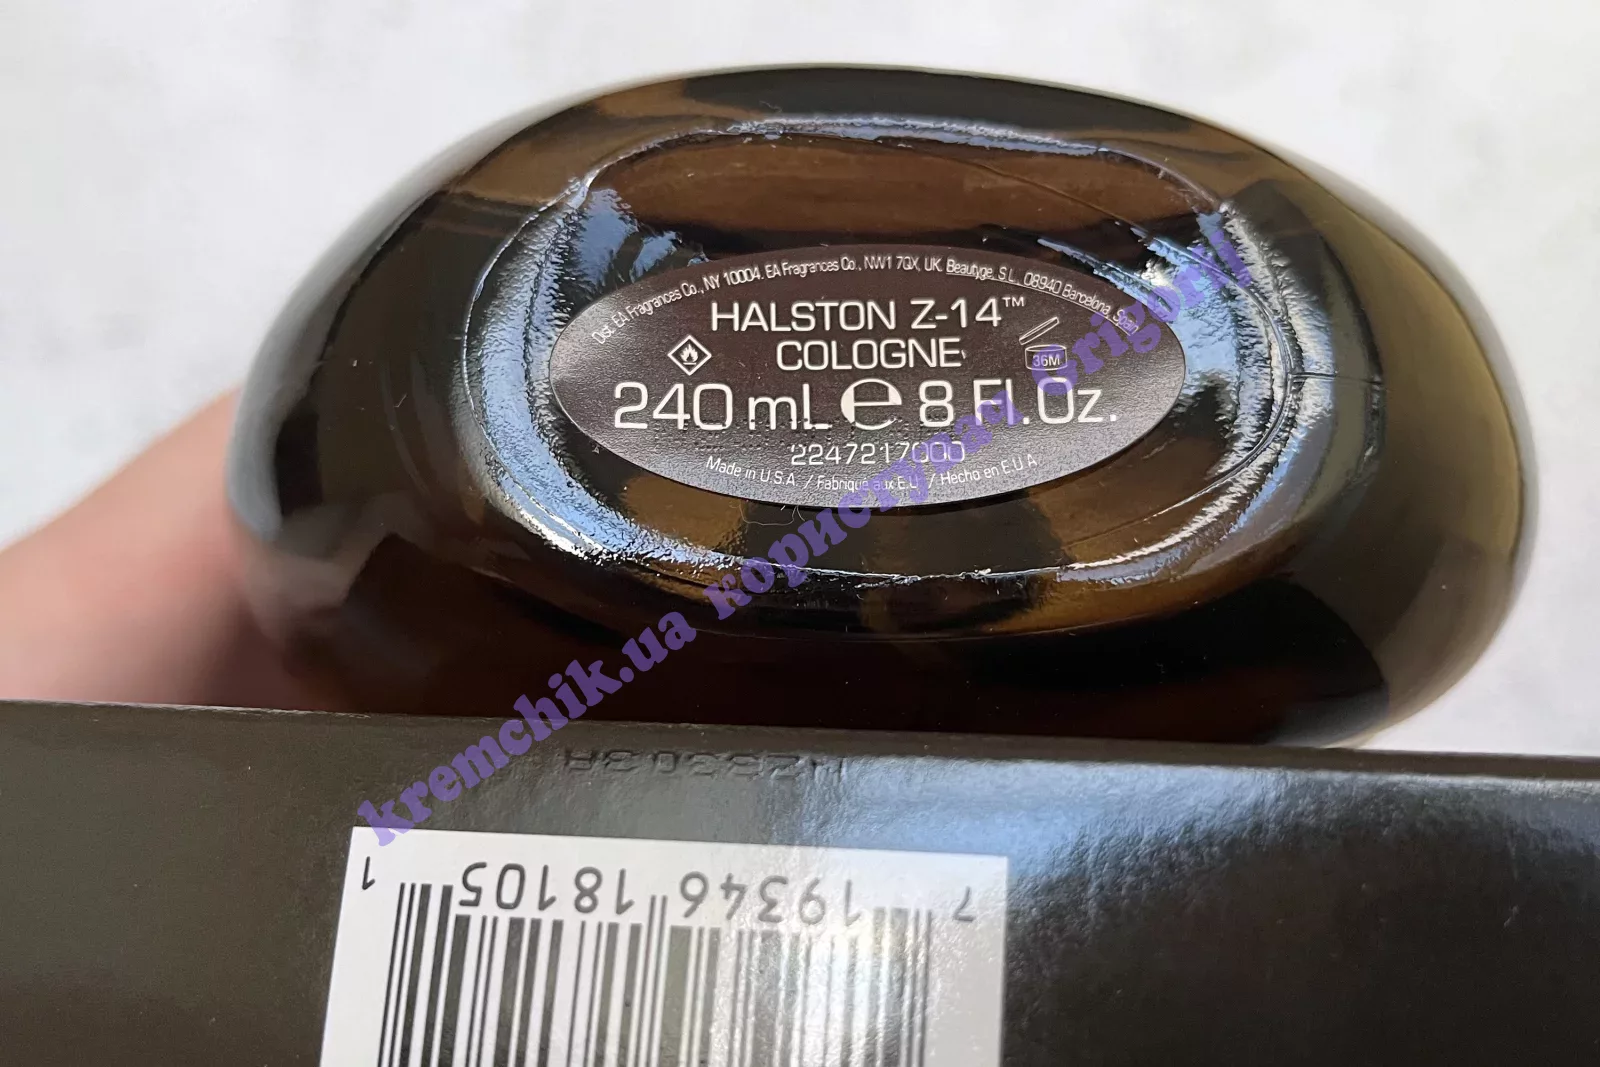 Dist. EA Fragrances Co., NY 10004. EA Fragrances Co., NW1 7QX, UK. Beautyge, S.L., 08940 Barcelona, Spain
HALSTON Z-14™
COLOGNE
36M
240 mL ℮ 8 Fl.Oz.
2247217000
Made in U.S.A. / Fabriqué aux E.U. / Hecho en E.U.A.
kremchik.ua користувач Grigoriy
7 19346 18105 1